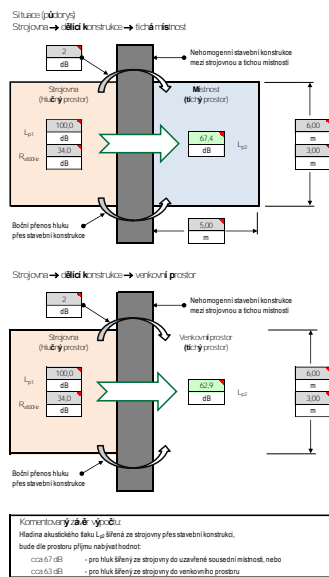 Situace (půdorys)
Strojovna → dělící konstrukce → tichá místnost
2
dB
Nehomogenní stavební konstrukce
mezi strojovnou a tichou místností
Strojovna
(hlučný prostor)
Místnost
(tichý prostor)
Lp1
100,0
dB
34,0
dB
67,4
dB
Lp2
6,00
m
3,00
m
Boční přenos hluku
přes stavební konstrukce
5,00
m
Strojovna → dělící konstrukce → venkovní prostor
2
dB
Nehomogenní stavební konstrukce
mezi strojovnou a tichou místností
Strojovna
(hlučný prostor)
Venkovní prostor
(tichý prostor)
Lp1
100,0
dB
34,0
dB
62,9
dB
Lp2
6,00
m
3,00
m
Boční přenos hluku
přes stavební konstrukce
Komentovaný závěr výpočtu:
Hladina akustického tlaku Lp2 šířená ze strojovny přes stavební konstrukci,
bude dle prostoru příjmu nabývat hodnot:
cca 67 dB - pro hluk šířený ze strojovny do uzavřené sousední místnosti, nebo
cca 63 dB - pro hluk šířený ze strojovny do venkovního prostoru